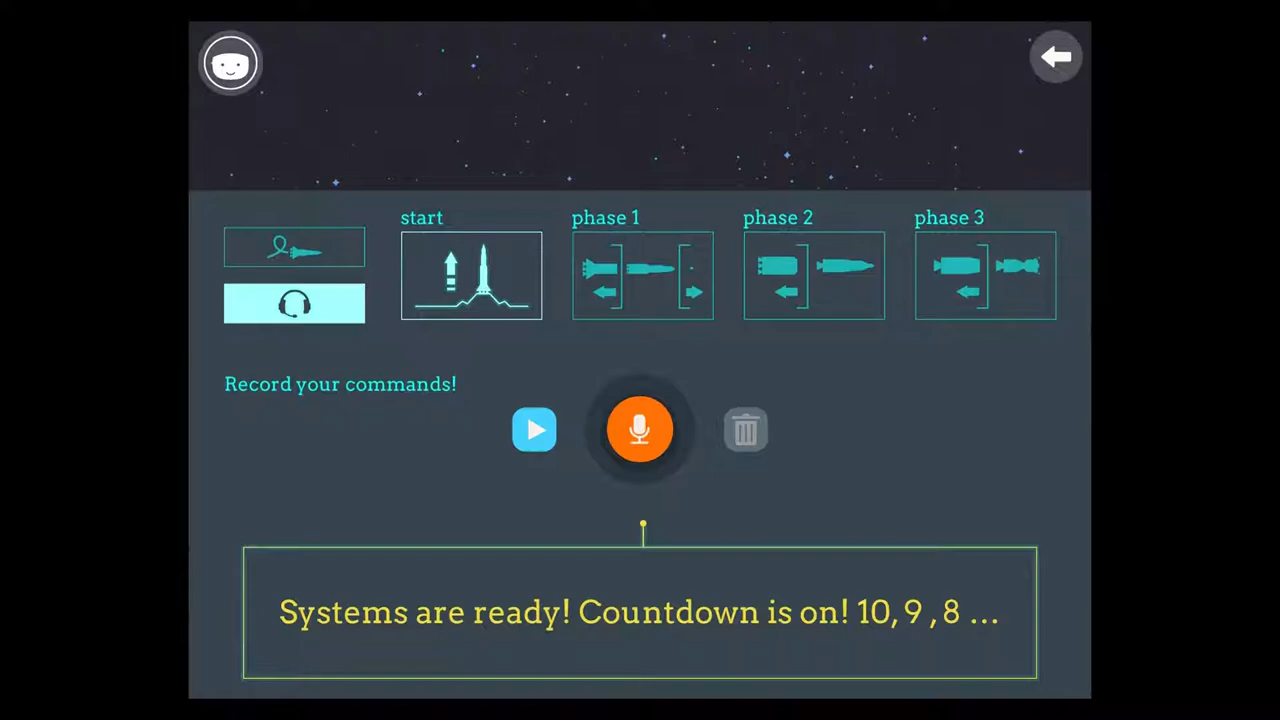 start
phase 1
phase 2
phase 3
Record your commands!
Systems are ready! Countdown is on! 10, 9 , 8 ...